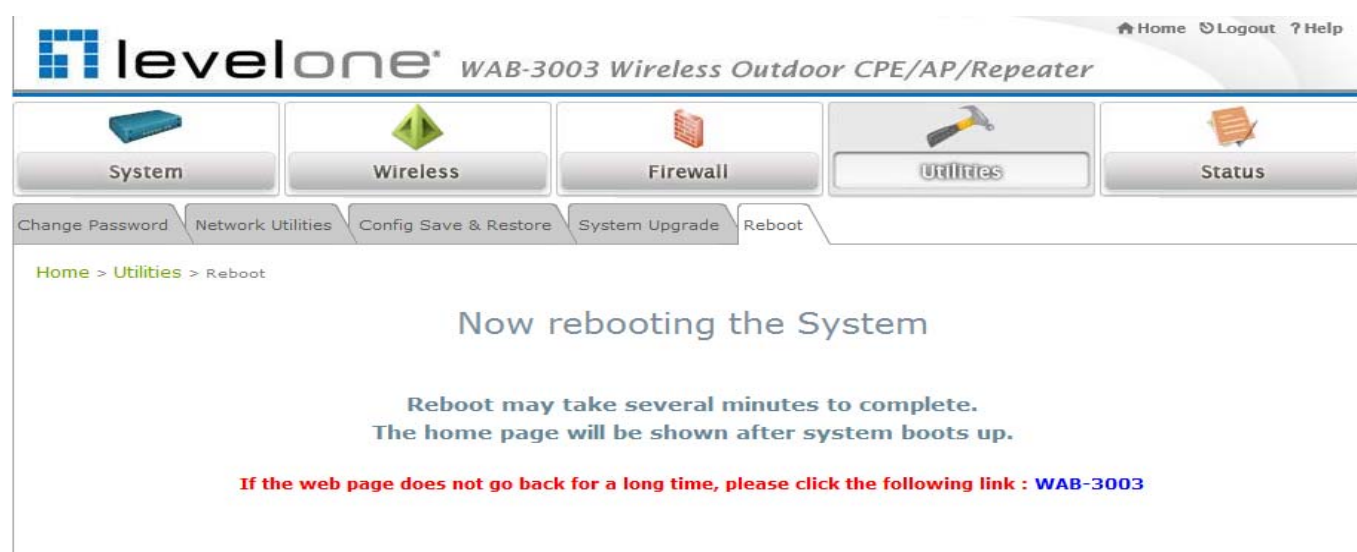 Home Logout ? Help
levelone WAB-3003 Wireless Outdoor CPE/AP/Repeater
System Wireless Firewall Utilities Status
Change Password Network Utilities Config Save & Restore System Upgrade Reboot
Home > Utilities > Reboot
Now rebooting the System
Reboot may take several minutes to complete.
The home page will be shown after system boots up.
If the web page does not go back for a long time, please click the following link : WAB-3003